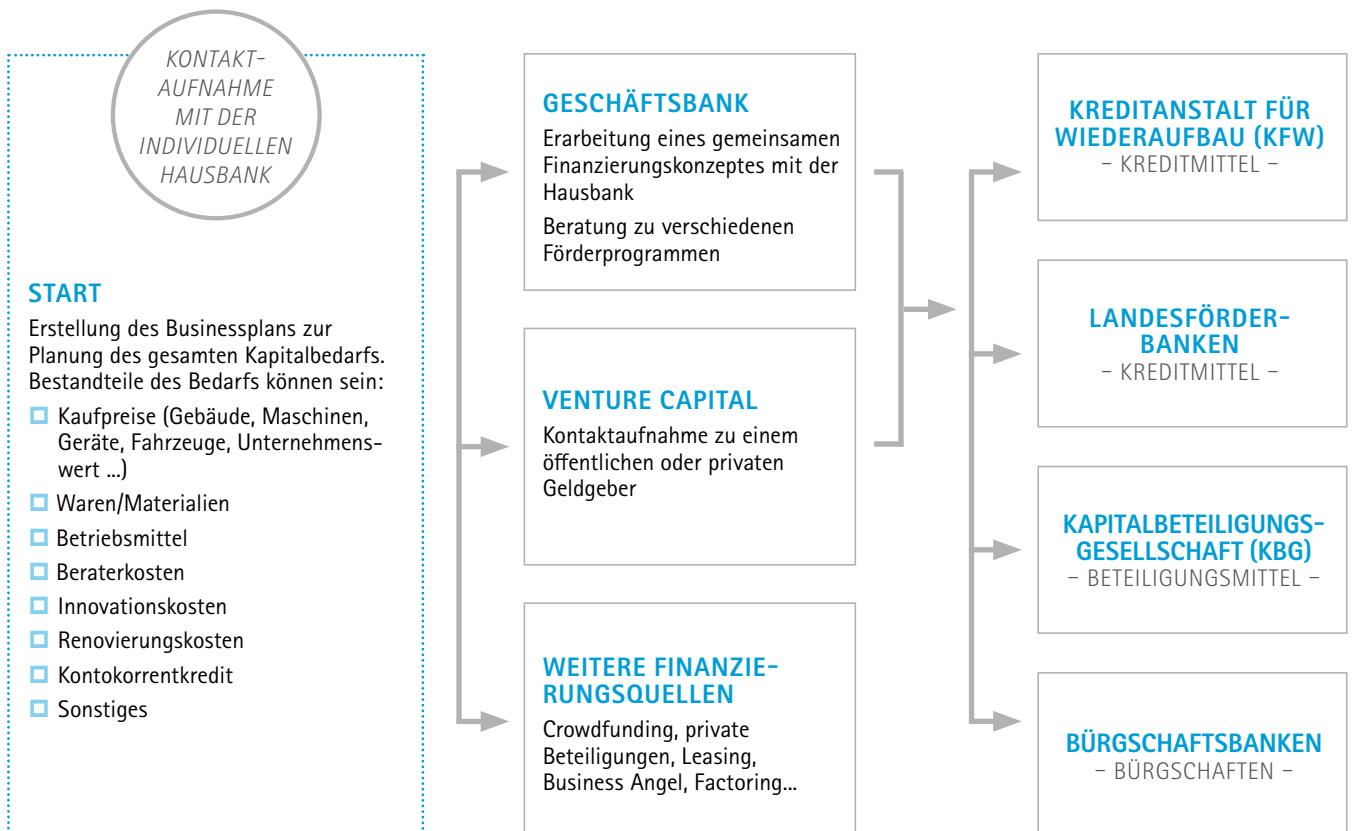 KONTAKT-
AUFNAHME
MIT DER
INDIVIDUELLEN
HAUSBANK
START
Erstellung des Businessplans zur
Planung des gesamten Kapitalbedarfs.
Bestandteile des Bedarfs können sein:
Kaufpreise (Gebäude, Maschinen,
Geräte, Fahrzeuge, Unternehmens-
wert ...)
Waren/Materialien
Betriebsmittel
Beraterkosten
Innovationskosten
Renovierungskosten
Kontokorrentkredit
Sonstiges
GESCHÄFTSBANK
Erarbeitung eines gemeinsamen
Finanzierungskonzeptes mit der
Hausbank
Beratung zu verschiedenen
Förderprogrammen
VENTURE CAPITAL
Kontaktaufnahme zu einem
öffentlichen oder privaten
Geldgeber
WEITERE FINANZIE-
RUNGSQUELLEN
Crowdfunding, private
Beteiligungen, Leasing,
Business Angel, Factoring...
KREDITANSTALT FÜR
WIEDERAUFBAU (KFW)
– KREDITMITTEL –
LANDESFÖRDER-
BANKEN
– KREDITMITTEL –
KAPITALBETEILIGUNGS-
GESELLSCHAFT (KBG)
– BETEILIGUNGSMITTEL –
BÜRGSCHAFTSBANKEN
– BÜRGSCHAFTEN –